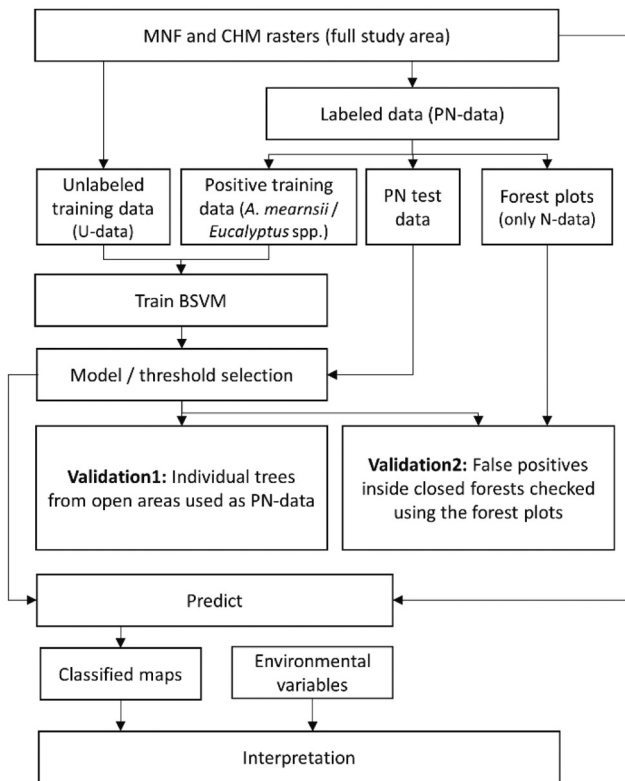 MNF and CHM rasters (full study area)
Labeled data (PN-data)
Unlabeled
training data
(U-data)
Positive training
data (A. mearnsii /
Eucalyptus spp.)
PN test
data
Forest plots
(only N-data)
Train BSVM
Model / threshold selection
Validation1: Individual trees
from open areas used as PN-data
Validation2: False positives
inside closed forests checked
using the forest plots
Predict
Classified maps
Environmental
variables
Interpretation